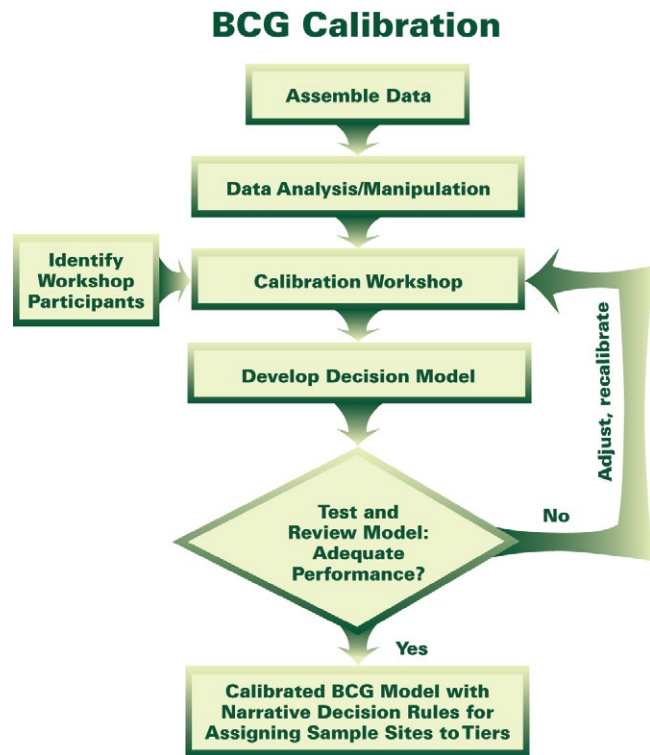 BCG Calibration
Assemble Data
Data Analysis/Manipulation
Identify
Workshop
Participants
Calibration Workshop
Develop Decision Model
Adjust, recalibrate
Test and
Review Model:
Adequate
Performance?
No
Yes
Calibrated BCG Model with
Narrative Decision Rules for
Assigning Sample Sites to Tiers